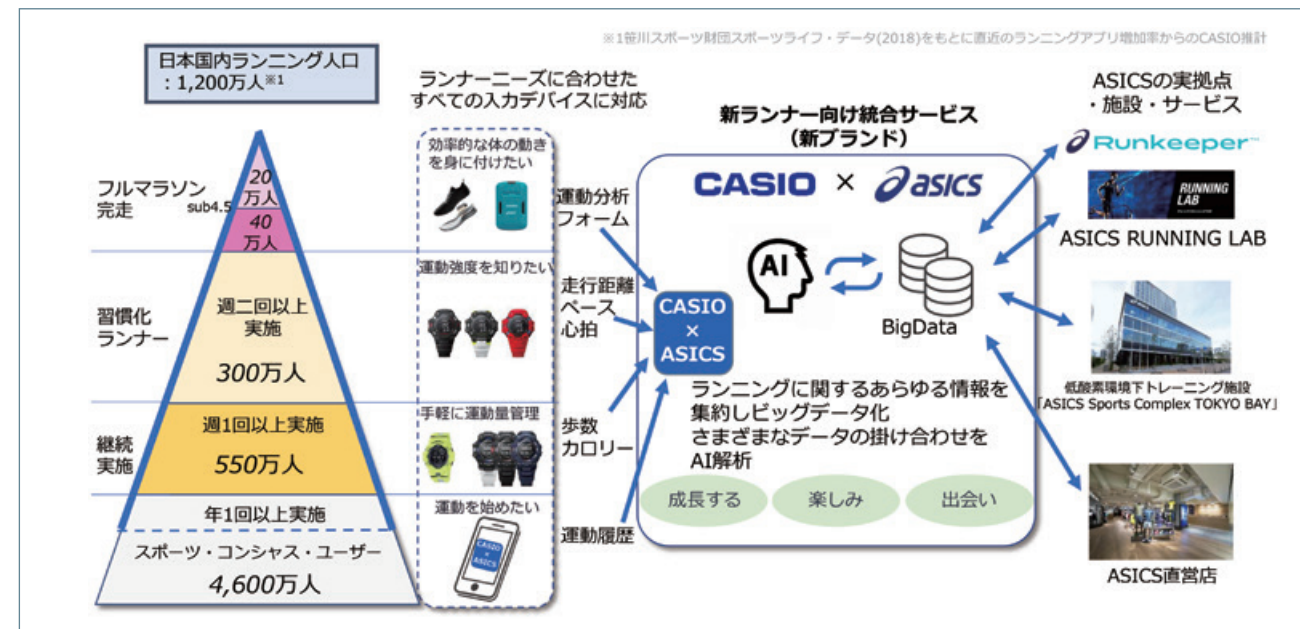 ※1笹川スポーツ財団スポーツライフ・データ(2018)をもとに直近のランニングアプリ増加率からのCASIO推計
日本国内ランニング人口
:1,200万人※1
フルマラソン
完走
sub4.5
20
万人
40
万人
習慣化
ランナー
週二回以上
実施
300万人
継続
実施
週1回以上実施
550万人
年1回以上実施
スポーツ・コンシャス・ユーザー
4,600万人
ランナーニーズに合わせた
すべての入力デバイスに対応
効率的な体の動き
を身に付けたい
運動強度を知りたい
手軽に運動量管理
運動を始めたい
CASIO
×
ASICS
運動分析
フォーム
走行距離
ペース
心拍
歩数
カロリー
運動履歴
新ランナー向け統合サービス
(新ブランド)
CASIO × asics
CASIO
×
ASICS
AI
BigData
ランニングに関するあらゆる情報を
集約しビッグデータ化
さまざまなデータの掛け合わせを
AI解析
成長する
楽しみ
出会い
ASICSの実拠点
・施設・サービス
Runkeeper™
RUNNING
LAB
ASICS RUNNING LAB
低酸素環境下トレーニング施設
「ASICS Sports Complex TOKYO BAY」
ASICS直営店